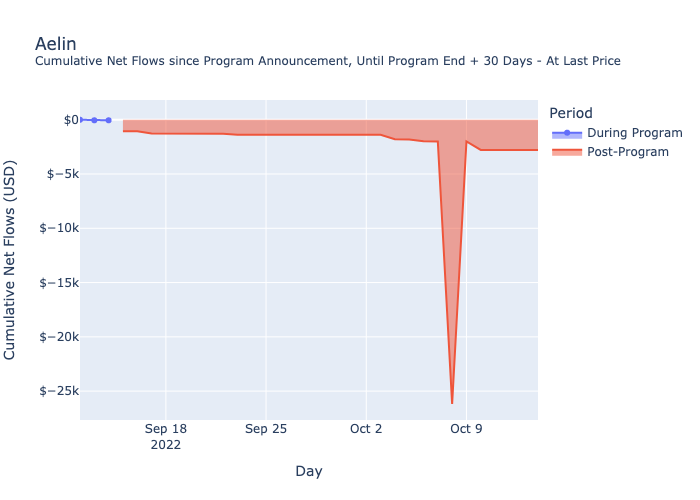 Aelin
Cumulative Net Flows since Program Announcement, Until Program End + 30 Days - At Last Price
Period
During Program
Post-Program
Cumulative Net Flows (USD)
$0
$−5k
$−10k
$−15k
$−20k
$−25k
Sep 18
2022
Sep 25
Oct 2
Oct 9
Day